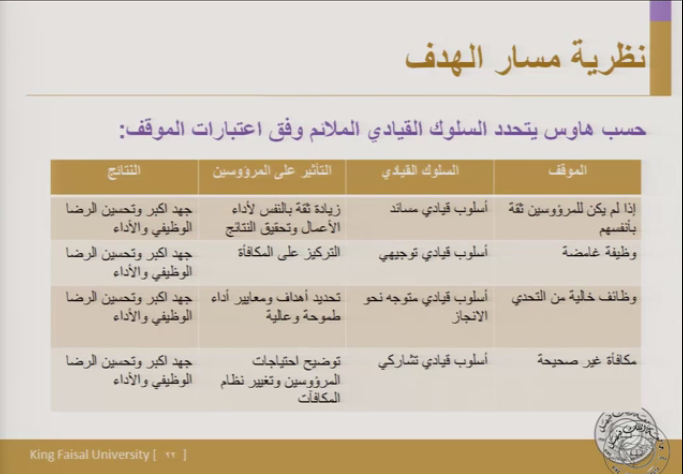 نظرية مسار الهدف
حسب هاوس يتحدد السلوك القيادي الملائم وفق اعتبارات الموقف:
الموقف
السلوك القيادي
التأثير على المرؤوسين
النتائج
إذا لم يكن للمرؤوسين ثقة
بأنفسهم
أسلوب قيادي مساند
زيادة ثقة بالنفس لأداء
الأعمال وتحقيق النتائج
جهد اكبر وتحسين الرضا
الوظيفي والأداء
وظيفة غامضة
أسلوب قيادي توجيهي
التركيز على المكافأة
جهد اكبر وتحسين الرضا
الوظيفي والأداء
وظائف خالية من التحدي
أسلوب قيادي متوجه نحو
الانجاز
تحديد أهداف ومعايير أداء
طموحة وعالية
جهد اكبر وتحسين الرضا
الوظيفي والأداء
مكافأة غير صحيحة
أسلوب قيادي تشاركي
توضيح احتياجات
المرؤوسين وتغيير نظام
المكافآت
جهد اكبر وتحسين الرضا
الوظيفي والأداء
King Faisal University [ ٢٢ ]